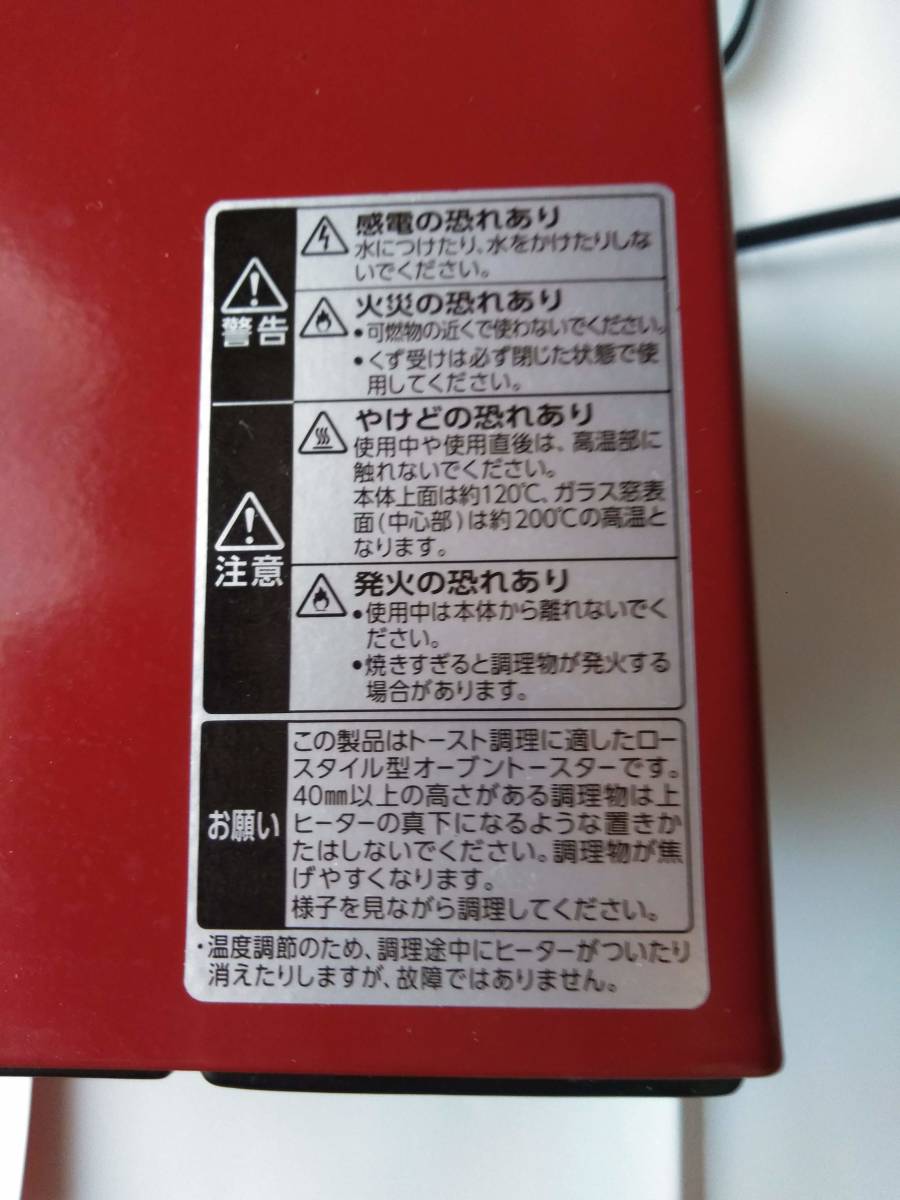 警告
感電の恐れあり
水につけたり、水をかけたりしな
いでください。
火災の恐れあり
•可燃物の近くで使わないでください。
•くず受けは必ず閉じた状態で使
用してください。
注意
やけどの恐れあり
使用中や使用直後は、高温部に
触れないでください。
本体上面は約120℃、ガラス窓表
面(中心部)は約200℃の高温と
なります。
発火の恐れあり
•使用中は本体から離れないでく
ださい。
•焼きすぎると調理物が発火する
場合があります。
お願い
この製品はトースト調理に適したロー
スタイル型オーブントースターです。
40㎜以上の高さがある調理物は上
ヒーターの真下になるような置きか
たはしないでください。調理物が焦
げやすくなります。
様子を見ながら調理してください。
・温度調節のため、調理途中にヒーターがついたり
消えたりしますが、故障ではありません。